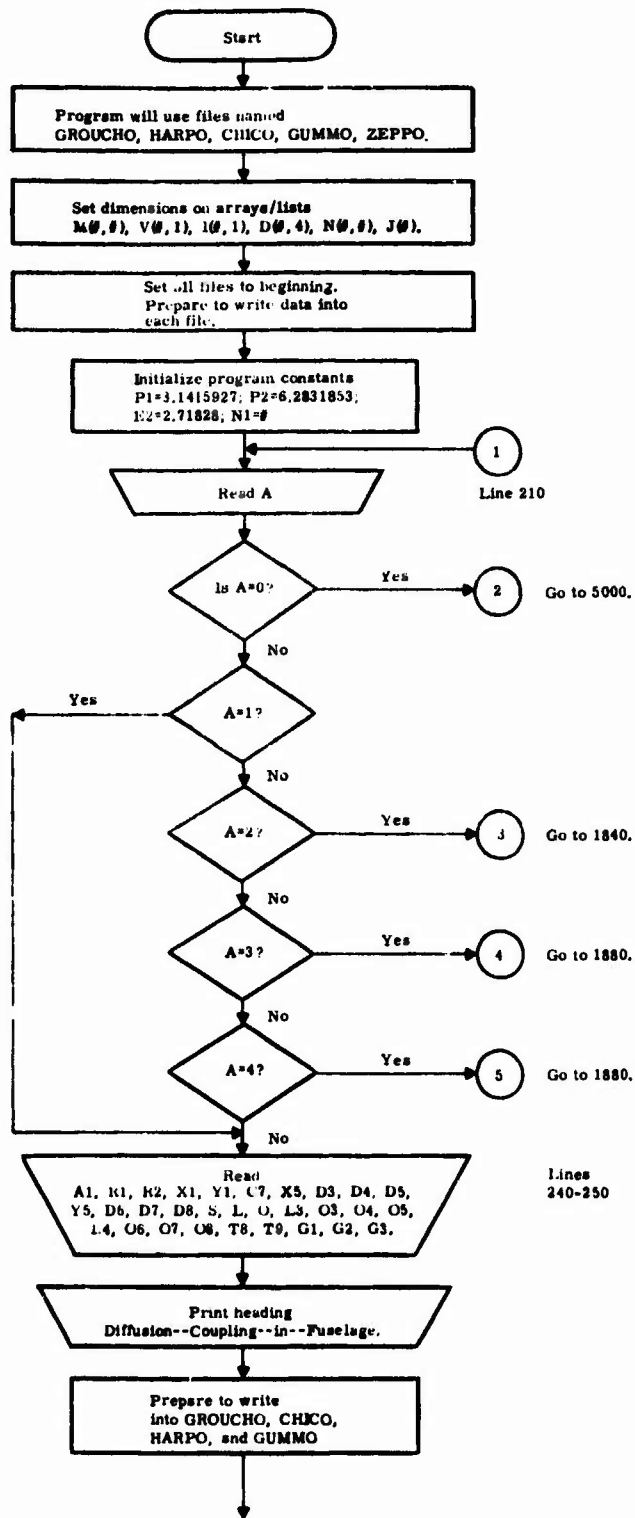 Start
Program will use files named
GROUCHO, HARPO, CHICO, GUMMO, ZEPPO.
Set dimensions on arrays/lists
M(#,#), V(#,1), I(#,1), D(#,4), N(#,#), J(#).
Set all files to beginning.
Prepare to write data into
each file.
Initialize program constants
P1=3.1415927; P2=6.2831853;
E2=2.71828; N1=#
1
Read A
Line 210
Is A=0?
Yes
2
Go to 5000.
No
Yes
A=1?
No
A=2?
Yes
3
Go to 1840.
No
A=3?
Yes
4
Go to 1880.
No
A=4?
Yes
5
Go to 1880.
No
Read
A1, R1, R2, X1, Y1, C7, X5, D3, D4, D5,
Y5, D6, D7, D8, S, L, O, L3, O3, O4, O5,
L4, O6, O7, O8, T8, T9, G1, G2, G3.
Lines
240-250
Print heading
Diffusion--Coupling--in--Fuselage.
Prepare to write
into GROUCHO, CHICO,
HARPO, and GUMMO